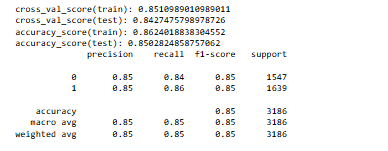 cross_val_score(train): 0.8510989010989011
cross_val_score(test): 0.8427475798978726
accuracy_score(train): 0.8624018838304552
accuracy_score(test): 0.8502824858757062
precision recall f1-score support
0 0.85 0.84 0.85 1547
1 0.85 0.86 0.85 1639
accuracy 0.85 3186
macro avg 0.85 0.85 0.85 3186
weighted avg 0.85 0.85 0.85 3186